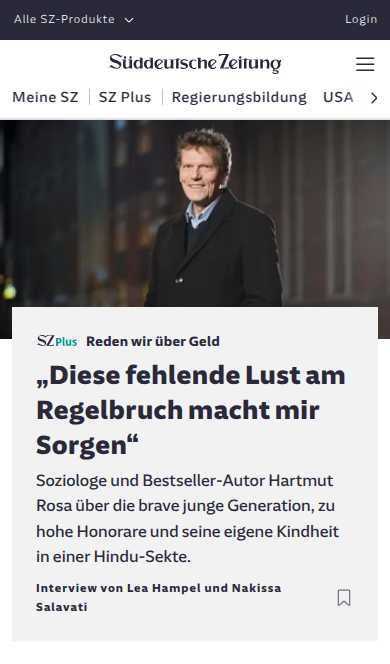 Alle SZ-Produkte
Login
Süddeutsche Zeitung
Meine SZ
SZ Plus
Regierungsbildung
USA
SZ Plus Reden wir über Geld
„Diese fehlende Lust am
Regelbruch macht mir
Sorgen“
Soziologe und Bestseller-Autor Hartmut
Rosa über die brave junge Generation, zu
hohe Honorare und seine eigene Kindheit
in einer Hindu-Sekte.
Interview von Lea Hampel und Nakissa
Salavati